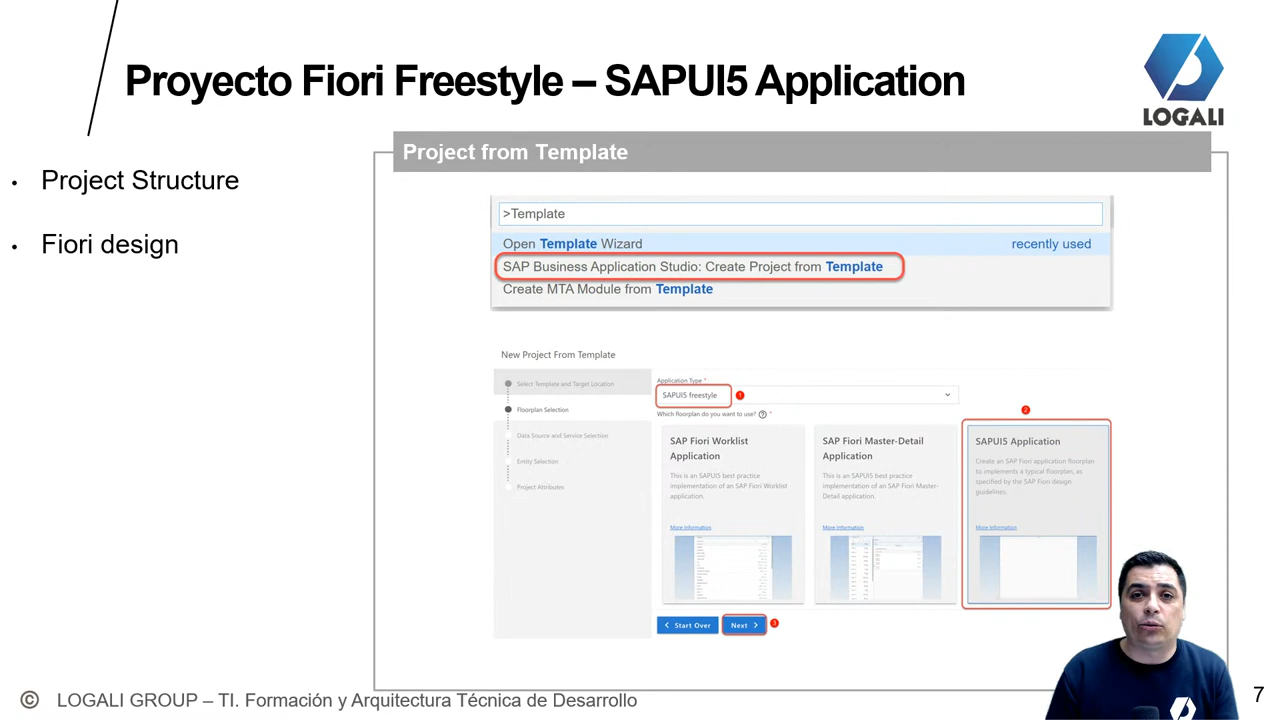 Proyecto Fiori Freestyle – SAPUI5 Application
LOGALI
• Project Structure
• Fiori design
Project from Template
>Template
Open Template Wizard recently used
SAP Business Application Studio: Create Project from Template
Create MTA Module from Template
New Project From Template
Select Template and Target Location
Floorplan Selection
Data Source and Service Selection
Entity Selection
Project Attributes
Application Type *
SAPUI5 freestyle
1
Which floorplan do you want to use? ? *
2
SAP Fiori Worklist
Application
This is an SAPUI5 best practice
implementation of an SAP Fiori Worklist
application.
More Information
SAP Fiori Master-Detail
Application
This is an SAPUI5 best practice
implementation of an SAP Fiori Master-
Detail application.
More Information
SAPUI5 Application
Create an SAP Fiori application floorplan
to implements a typical floorplan, as
specified by the SAP Fiori design
guidelines.
More Information
< Start Over
Next >
3
© LOGALI GROUP – TI. Formación y Arquitectura Técnica de Desarrollo
7